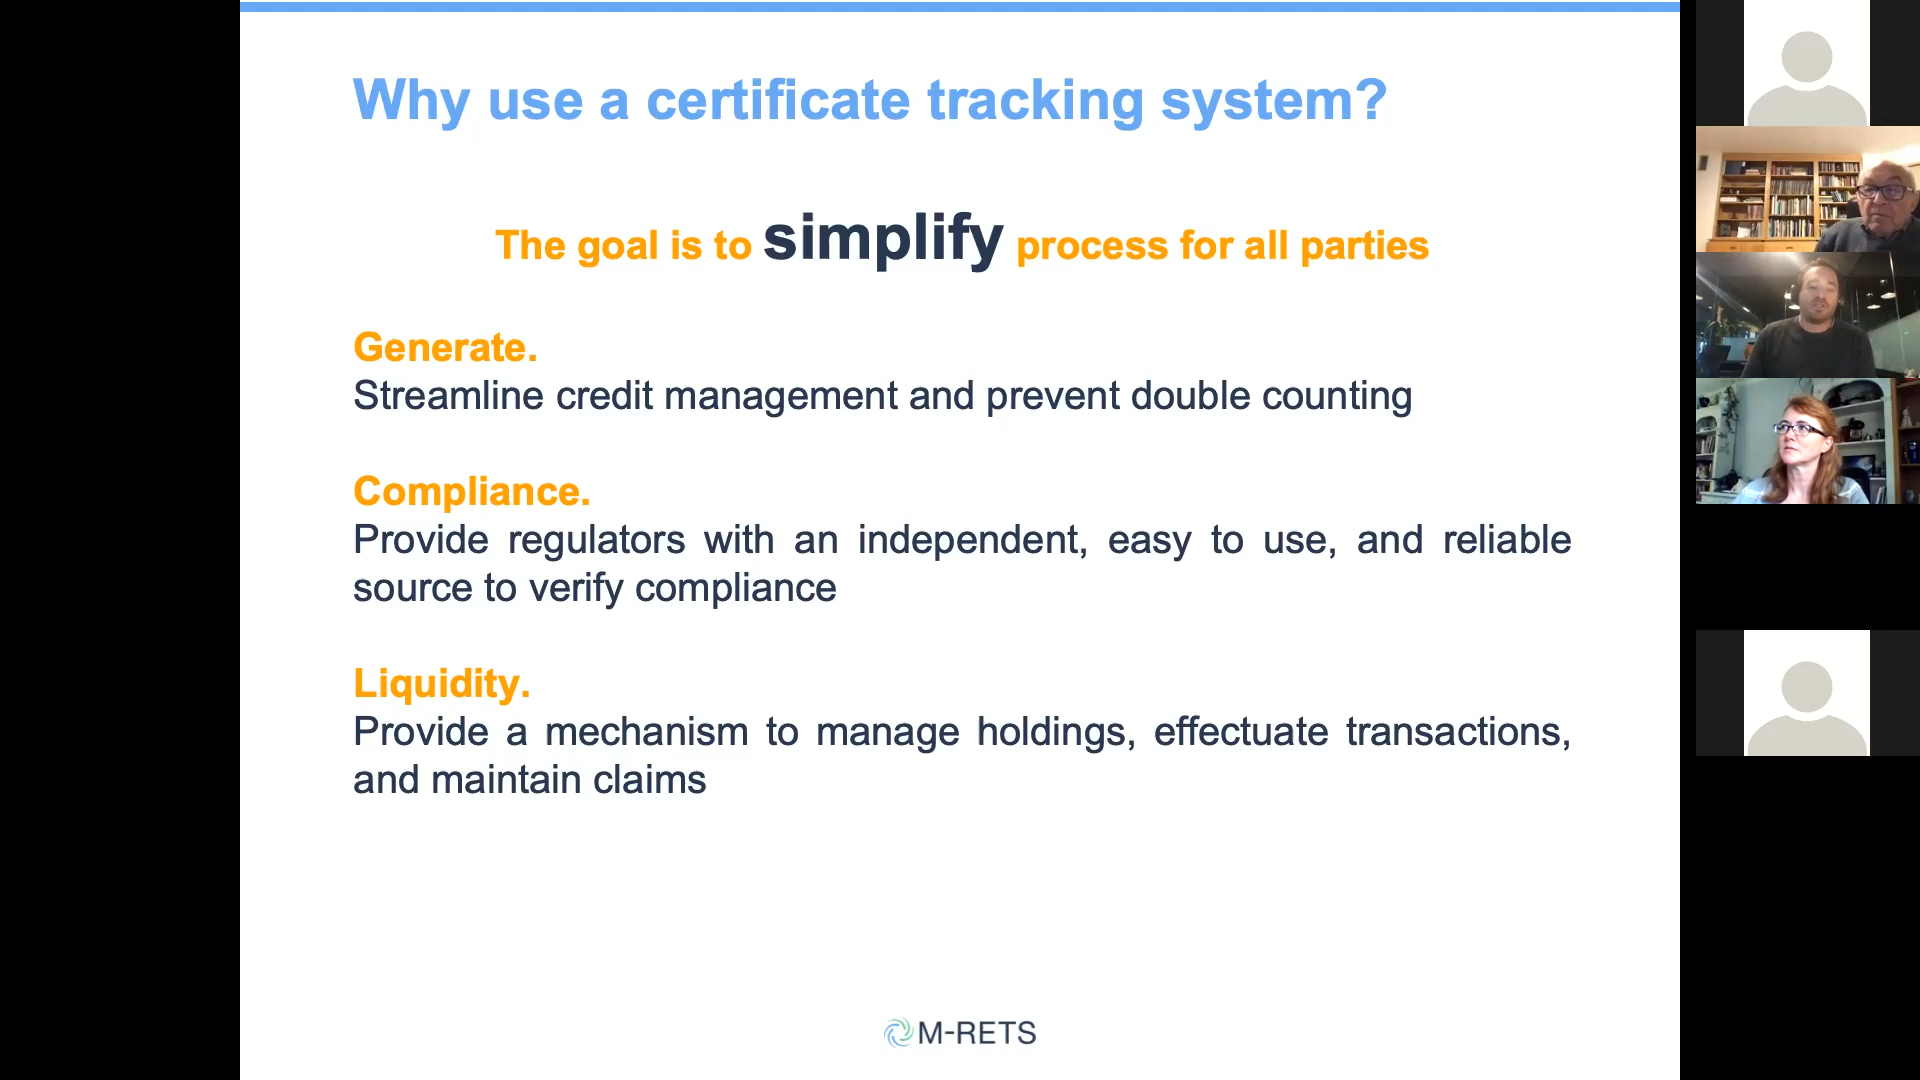 Why use a certificate tracking system?
The goal is to simplify process for all parties
Generate.
Streamline credit management and prevent double counting
Compliance.
Provide regulators with an independent, easy to use, and reliable
source to verify compliance
Liquidity.
Provide a mechanism to manage holdings, effectuate transactions,
and maintain claims
M-RETS